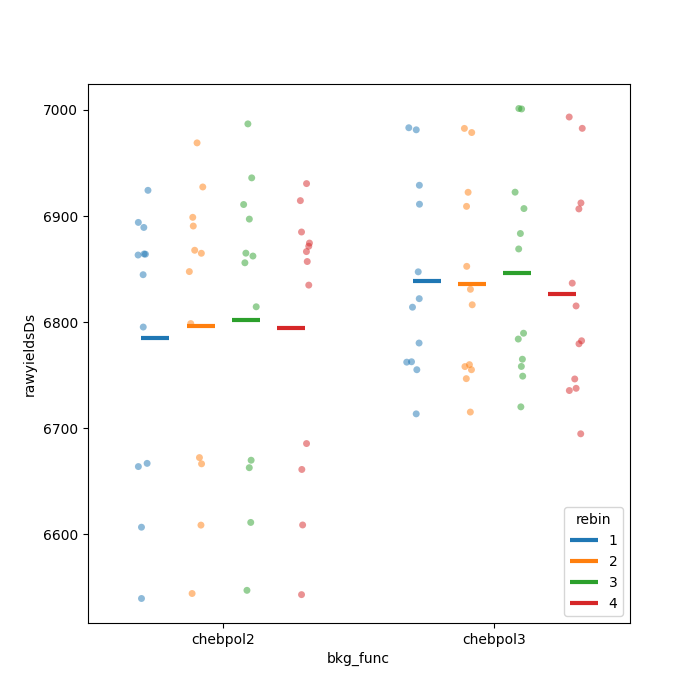 7000
6900
6800
6700
6600
rawyieldsDs
chebpol2
chebpol3
bkg_func
rebin
1
2
3
4